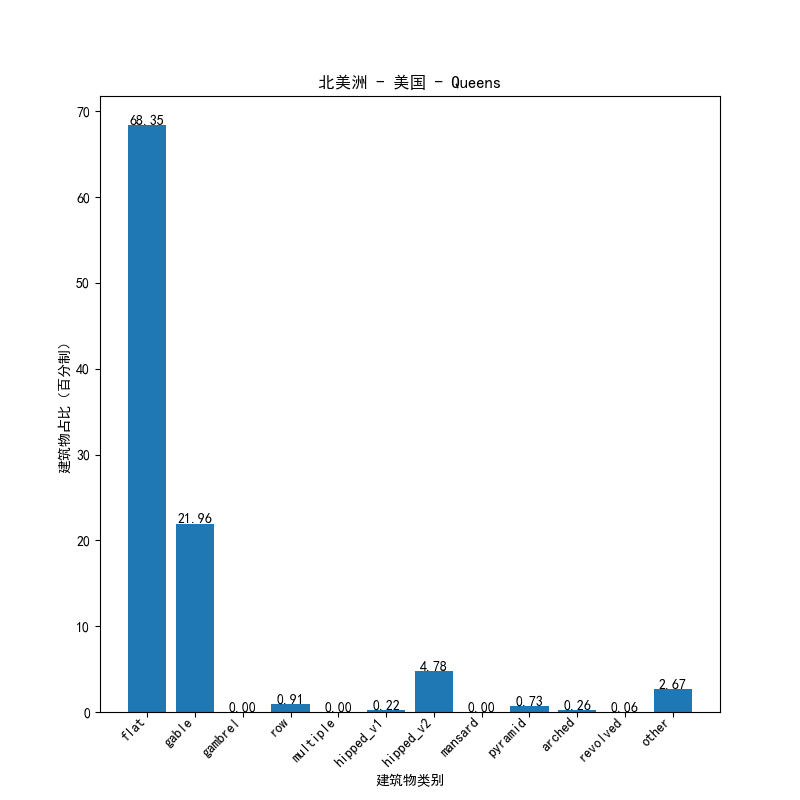 北美洲 - 美国 - Queens
建筑物占比（百分制）
70
60
50
40
30
20
10
0
68.35
21.96
0.00
0.91
0.00
0.22
4.78
0.00
0.73
0.26
0.06
2.67
flat
gable
gambrel
row
multiple
hipped_v1
hipped_v2
mansard
pyramid
arched
revolved
other
建筑物类别